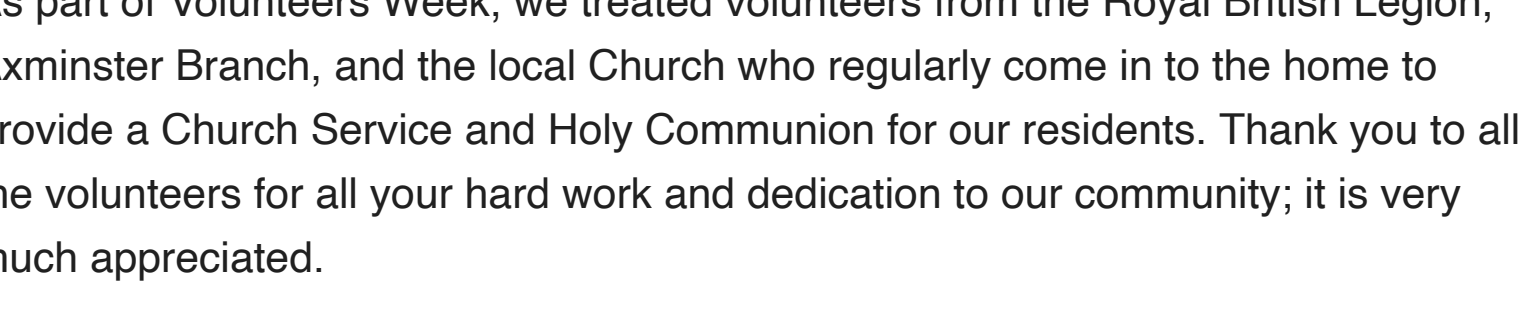 s part of Volunteers Week, we treated volunteers from the Royal British Legion,
xminster Branch, and the local Church who regularly come in to the home to
rovide a Church Service and Holy Communion for our residents. Thank you to all
he volunteers for all your hard work and dedication to our community; it is very
much appreciated.